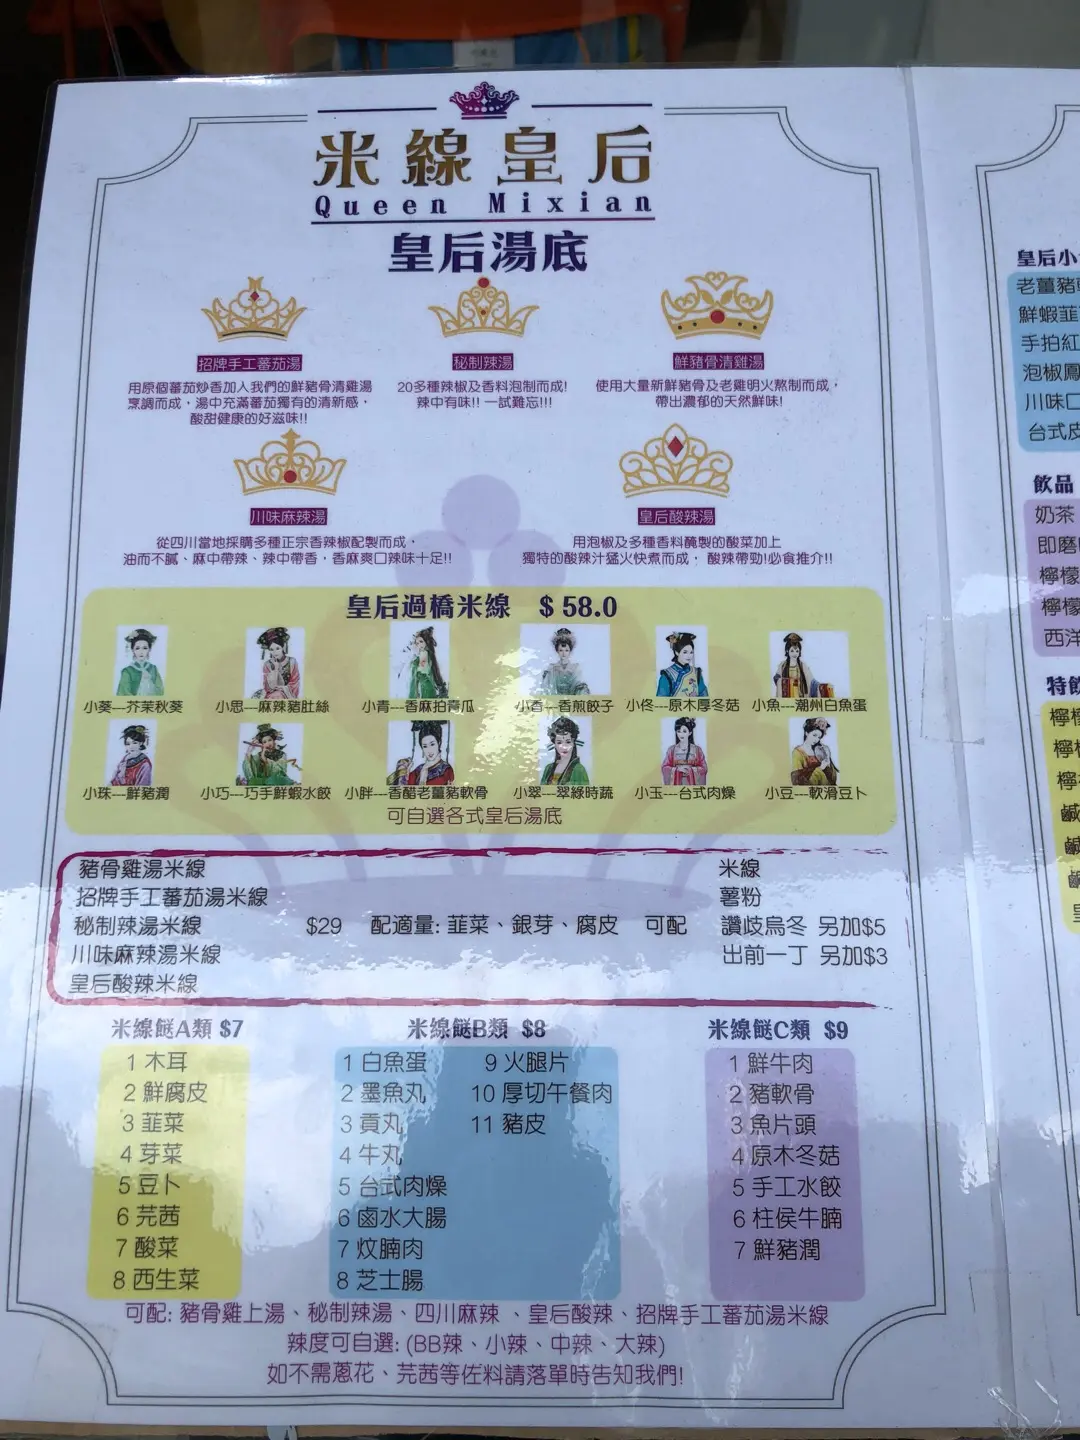 米線皇后
Queen Mixian
皇后湯底
招牌手工蕃茄湯
用原個蕃茄炒香加入我們的鮮豬骨清雞湯
烹調而成，湯中充滿蕃茄獨有的清新感，
酸甜健康的好滋味!!
秘制辣湯
20多種辣椒及香料泡制而成!
辣中有味!! 一試難忘!!!
鮮豬骨清雞湯
使用大量新鮮豬骨及老雞明火熬制而成，
帶出濃郁的天然鮮味!
川味麻辣湯
從四川當地採購多種正宗香辣椒配製而成，
油而不膩、麻中帶辣、辣中帶香，香麻爽口辣味十足!!
皇后酸辣湯
用泡椒及多種香料醃製的酸菜加上
獨特的酸辣汁猛火快煮而成， 酸辣帶勁!必食推介!!
皇后過橋米線 $ 58.0
小葵---芥茉秋葵 小思---麻辣豬肚絲 小青---香麻拍青瓜 小香---香煎餃子 小佟---原木厚冬菇 小魚---潮州白魚蛋
小珠---鮮豬潤 小巧---巧手鮮蝦水餃 小胖---香醋老薑豬軟骨 小翠---翠綠時蔬 小玉---台式肉燥 小豆---軟滑豆卜
可自選各式皇后湯底
豬骨雞湯米線
招牌手工蕃茄湯米線
秘制辣湯米線
川味麻辣湯米線
皇后酸辣米線
$29 配適量: 韮菜、銀芽、腐皮 可配
米線
薯粉
讚歧烏冬 另加$5
出前一丁 另加$3
米線餸A類 $7
1 木耳
2 鮮腐皮
3 韮菜
4 芽菜
5 豆卜
6 芫茜
7 酸菜
8 西生菜
米線餸B類 $8
1 白魚蛋
2 墨魚丸
3 貢丸
4 牛丸
5 台式肉燥
6 鹵水大腸
7 炆腩肉
8 芝士腸
9 火腿片
10 厚切午餐肉
11 豬皮
米線餸C類 $9
1 鮮牛肉
2 豬軟骨
3 魚片頭
4 原木冬菇
5 手工水餃
6 柱侯牛腩
7 鮮豬潤
可配: 豬骨雞上湯、秘制辣湯、四川麻辣 、皇后酸辣、招牌手工蕃茄湯米線
辣度可自選: (BB辣、小辣、中辣、大辣)
如不需蔥花、芫茜等佐料請落單時告知我們!
皇后小
老薑豬
鮮蝦韮
手拍紅
泡椒鳳
川味口
台式皮
飲品
奶茶
即磨
檸檬
檸檬
西洋
特飲
檸
檸
檸
鹹
鹹
鹹